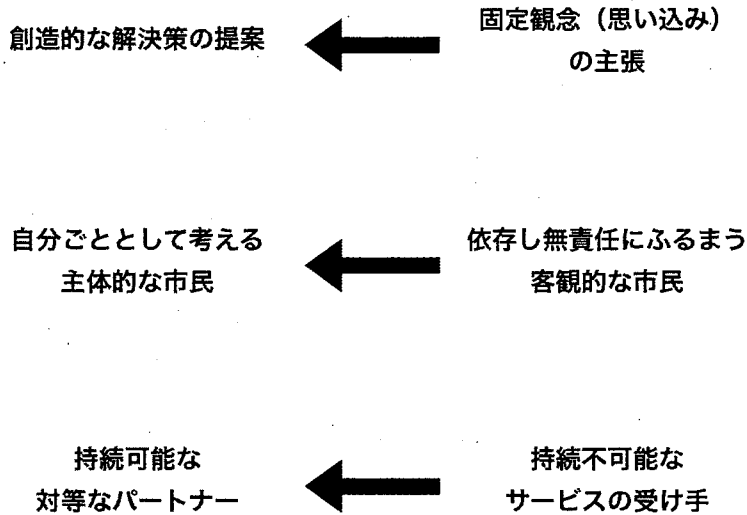 創造的な解決策の提案
固定観念（思い込み）
の主張
自分ごととして考える
主体的な市民
依存し無責任にふるまう
客観的な市民
持続可能な
対等なパートナー
持続不可能な
サービスの受け手